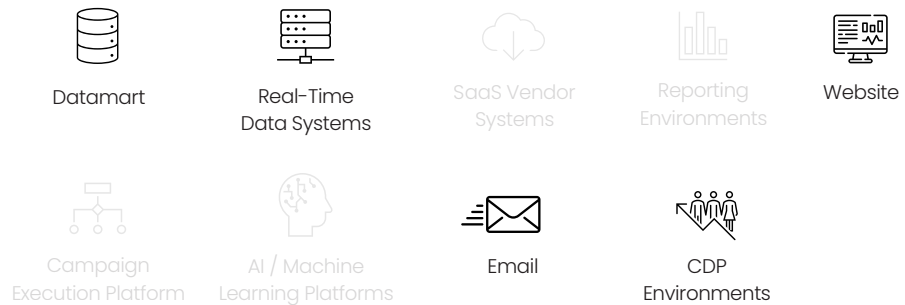 Datamart
Real-Time
Data Systems
SaaS Vendor
Systems
Reporting
Environments
Website
Campaign
Execution Platform
AI / Machine
Learning Platforms
Email
CDP
Environments